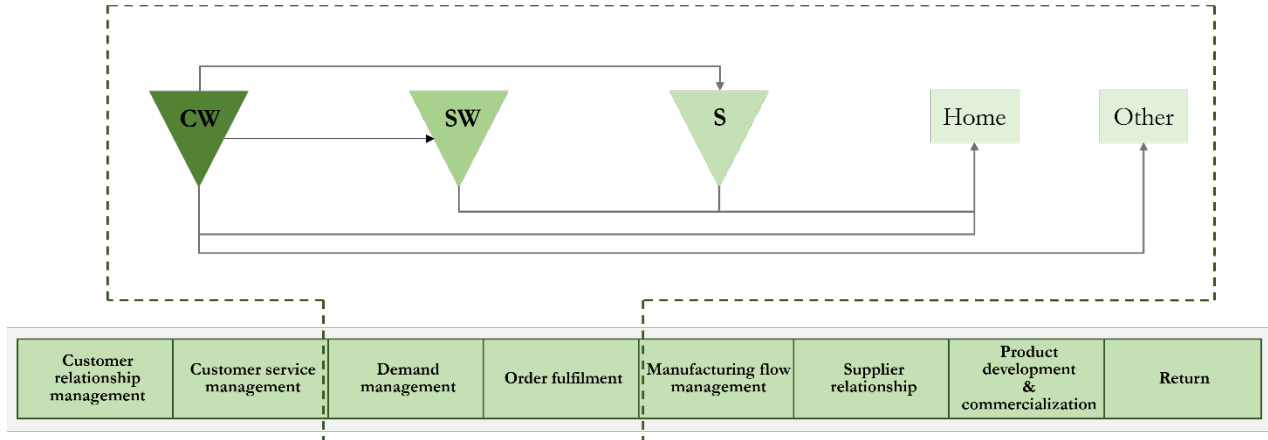 CW
SW
S
Home
Other
Customer
relationship
management
Customer service
management
Demand
management
Order fulfilment
Manufacturing flow
management
Supplier
relationship
Product
development
&
commercialization
Return